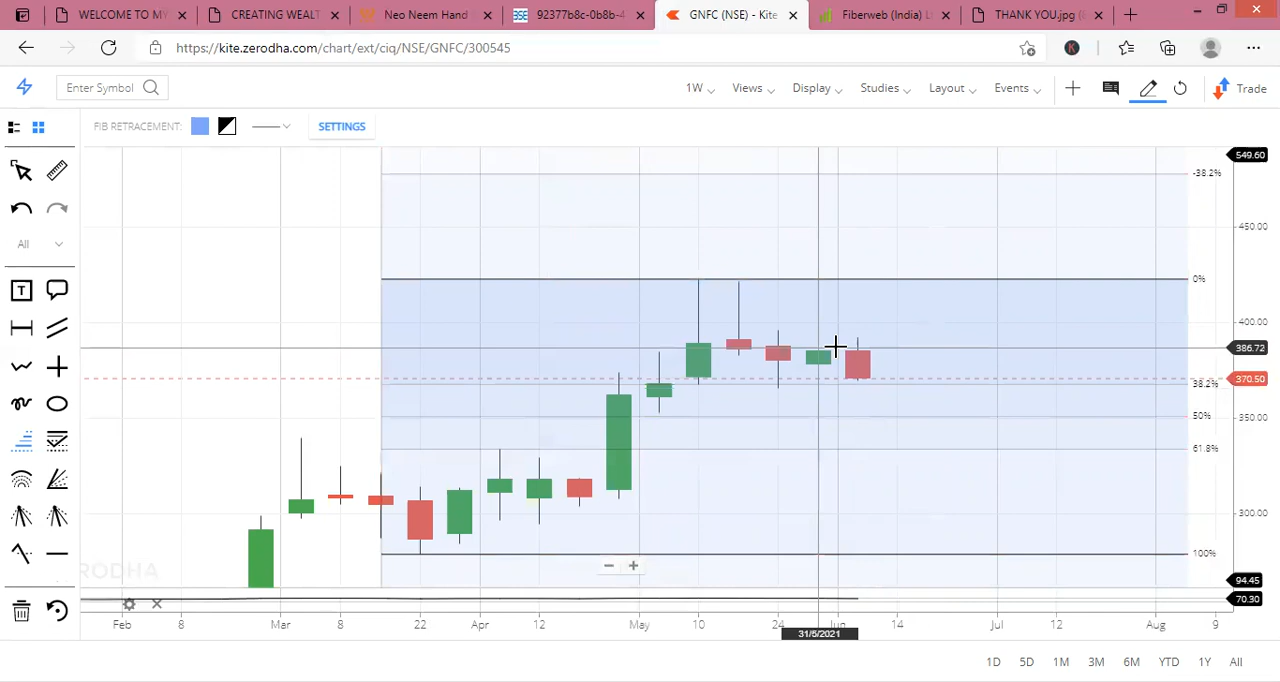 WELCOME TO MY
CREATING WEALT
Neo Neem Hand
BSE 92377b8c-0b8b-4
GNFC (NSE) - Kite
Fiberweb (India) L
THANK YOU.jpg (
https://kite.zerodha.com/chart/ext/ciq/NSE/GNFC/300545
K
Enter Symbol
1W Views Display Studies Layout Events Trade
FIB RETRACEMENT: SETTINGS
All
T
549.60
-38.2%
450.00
0%
400.00
386.72
370.50
38.2%
50%
350.00
61.8%
300.00
100%
RODHA
94.45
70.30
Feb 8 Mar 8 22 Apr 12 May 10 24 Jun 14 Jul 12 Aug 9
31/5/2021
1D 5D 1M 3M 6M YTD 1Y All